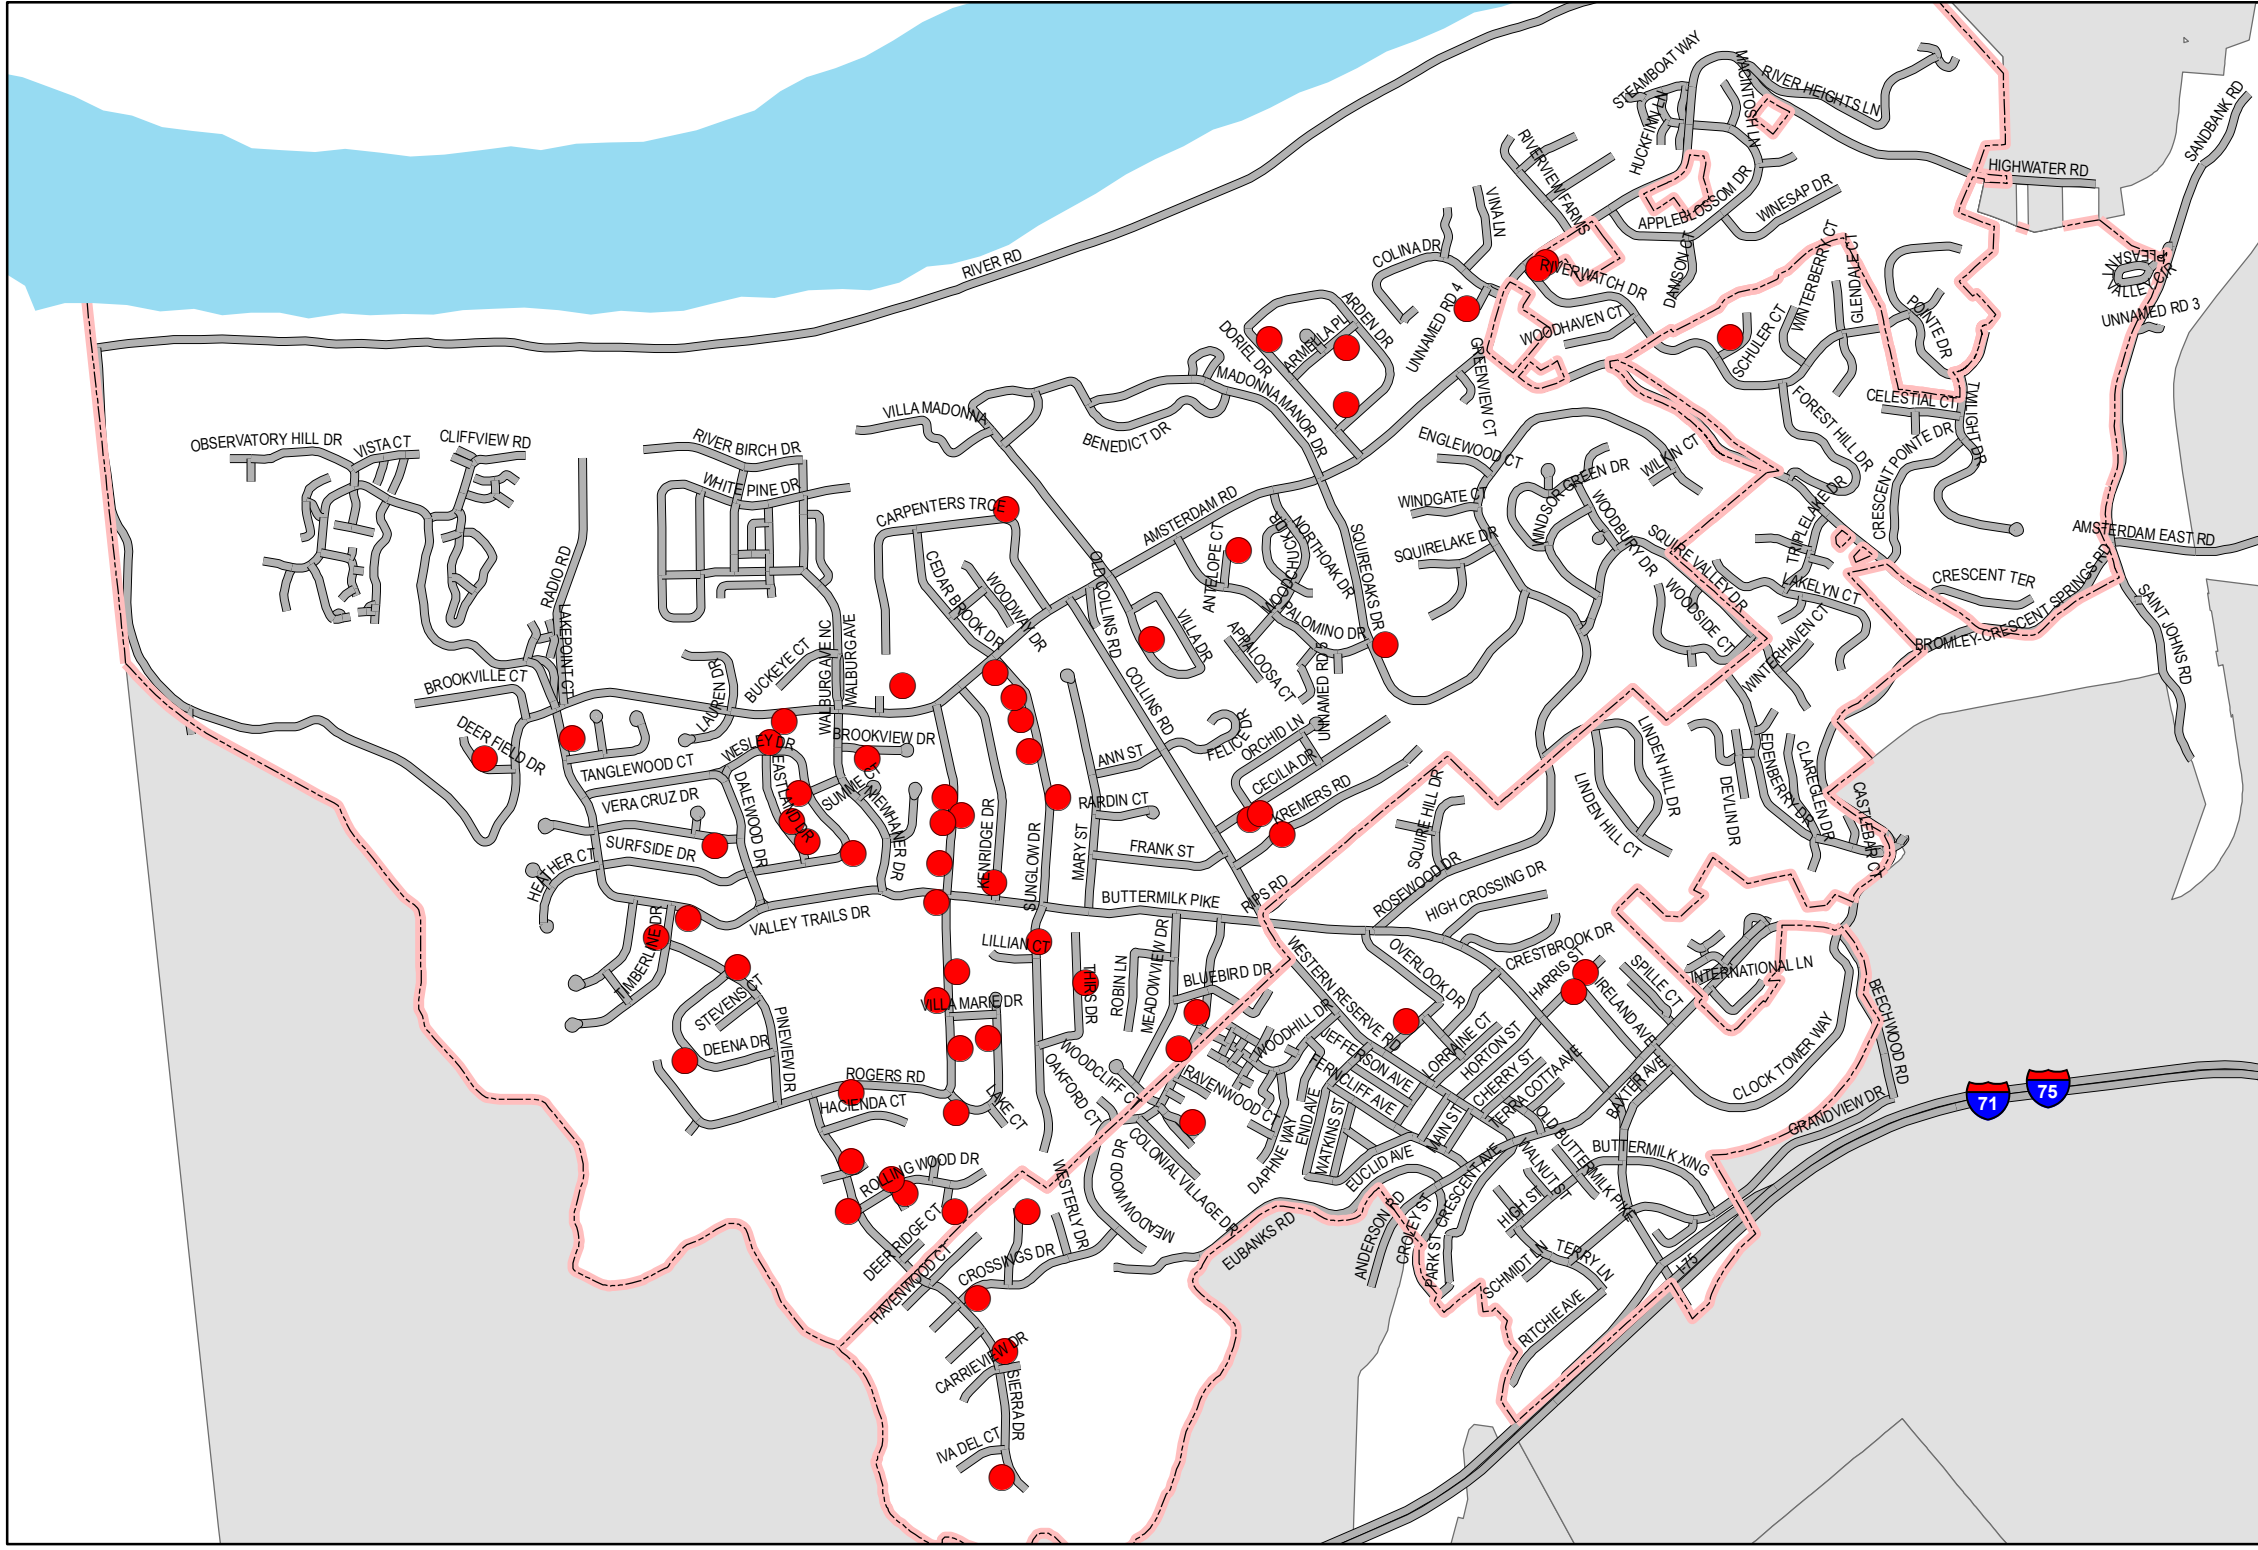 STEAMBOAT WAY
MACINTOSH LN
RIVER HEIGHTS LN
HUCKFINN LN
SANDBANK RD
RIVERVIEW FARMS
HIGHWATER RD
APPLEBLOSSOM DR
WINESAP DR
VINA LN
COLINA DR
RIVER RD
RIVERWATCH DR
DAMSON CT
WINTERBERRY CT
GLENDALE CT
PLEASANT
VALLEY CIR
UNNAMED RD 3
UNNAMED RD 4
ARDEN DR
ARMELLA PL
DORIEL DR
WOODHAVEN CT
SCHULER CT
POINTE DR
GREENVIEW CT
MADONNA MANOR DR
VILLA MADONNA
BENEDICT DR
FOREST HILL DR
CELESTIAL CT
TWILIGHT DR
CRESCENT POINTE DR
OBSERVATORY HILL DR
VISTA CT
CLIFFVIEW RD
RIVER BIRCH DR
WHITE PINE DR
ENGLEWOOD CT
WINDGATE CT
WINDSOR GREEN DR
WILKIN CT
WOODBURY DR
SQUIRELAKE DR
SQUIRE VALLEY DR
TRIPLELAKE DR
LAKELYN CT
AMSTERDAM EAST RD
CRESCENT TER
BROMLEY-CRESCENT SPRINGS RD
SAINT JOHNS RD
CARPENTERS TRCE
AMSTERDAM RD
ANTELOPE CT
WOODCHUCK DR
NORTHOAK DR
SQUIREOAKS DR
PALOMINO DR
APPALOOSA CT
UNNAMED RD 5
WOODSIDE CT
WINTERHAVEN CT
RADIO RD
LAKEPOINT CT
CEDAR BROOK DR
WOODWAY DR
OLD COLLINS RD
COLLINS RD
VILLA DR
BUCKEYE CT
WALBURG AVE NC
WALBURG AVE
LAUREN DR
BROOKVILLE CT
DEER FIELD DR
TANGLEWOOD CT
WESLEY DR
BROOKVIEW DR
VERA CRUZ DR
DALEWOOD DR
EASTLAND DR
SUMME CT
NIEWHANER DR
SURFSIDE DR
HEATHER CT
KENRIDGE DR
SUNGLOW DR
MARY ST
ANN ST
RARDIN CT
FRANK ST
FELICE DR
ORCHID LN
CECILIA DR
KREMERS RD
RIPS RD
BUTTERMILK PIKE
SQUIRE HILL DR
ROSEWOOD DR
HIGH CROSSING DR
LINDEN HILL DR
LINDEN HILL CT
DEVLIN DR
EDENBERRY DR
CLAREGLEN DR
CASTLEBAR CT
VALLEY TRAILS DR
TIMBERLINE DR
STEVENS CT
DEENA DR
PINEVIEW DR
LILLIAN CT
THIRS DR
VILLA MARIE DR
ROBIN LN
MEADOWVIEW DR
BLUEBIRD DR
WESTERN RESERVE RD
OVERLOOK DR
CRESTBROOK DR
HARRIS ST
SPILLE CT
IRELAND AVE
INTERNATIONAL LN
BEECHWOOD RD
CLOCK TOWER WAY
GRANDVIEW DR
WOODHILL DR
JEFFERSON AVE
FERNCLIFF AVE
LORRAINE CT
HORTON ST
CHERRY ST
TERRA COTTA AVE
BAXTER AVE
MAIN ST
OLD BUTTERMILK PIKE
BUTTERMILK XING
71
75
ROGERS RD
HACIENDA CT
LAKE CT
OAKFORD CT
WOODCLIFF CT
RAVENWOOD CT
COLONIAL VILLAGE DR
MEADOWOOD DR
WESTERLY DR
DAPHNE WAY
ENID AVE
WATKINS ST
EUCLID AVE
EUBANKS RD
ANDERSON RD
CROLEY ST
PARK ST
CRESCENT AVE
WALNUT ST
HIGH ST
SCHMIDT LN
TERRY LN
RITCHIE AVE
I-75
ROLLING WOOD DR
DEER RIDGE CT
HAVENWOOD CT
CROSSINGS DR
CARRIEVIEW DR
SIERRA DR
IVA DEL CT